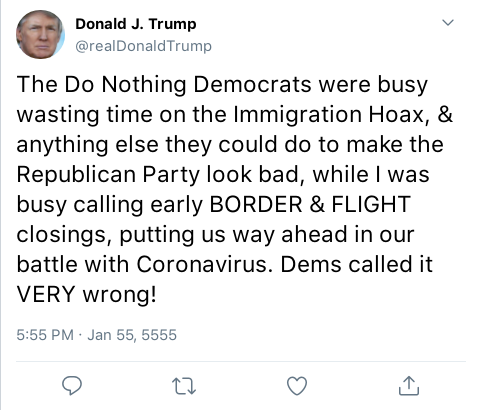 Donald J. Trump
@realDonaldTrump
The Do Nothing Democrats were busy
wasting time on the Immigration Hoax, &
anything else they could do to make the
Republican Party look bad, while I was
busy calling early BORDER & FLIGHT
closings, putting us way ahead in our
battle with Coronavirus. Dems called it
VERY wrong!
5:55 PM · Jan 55, 5555